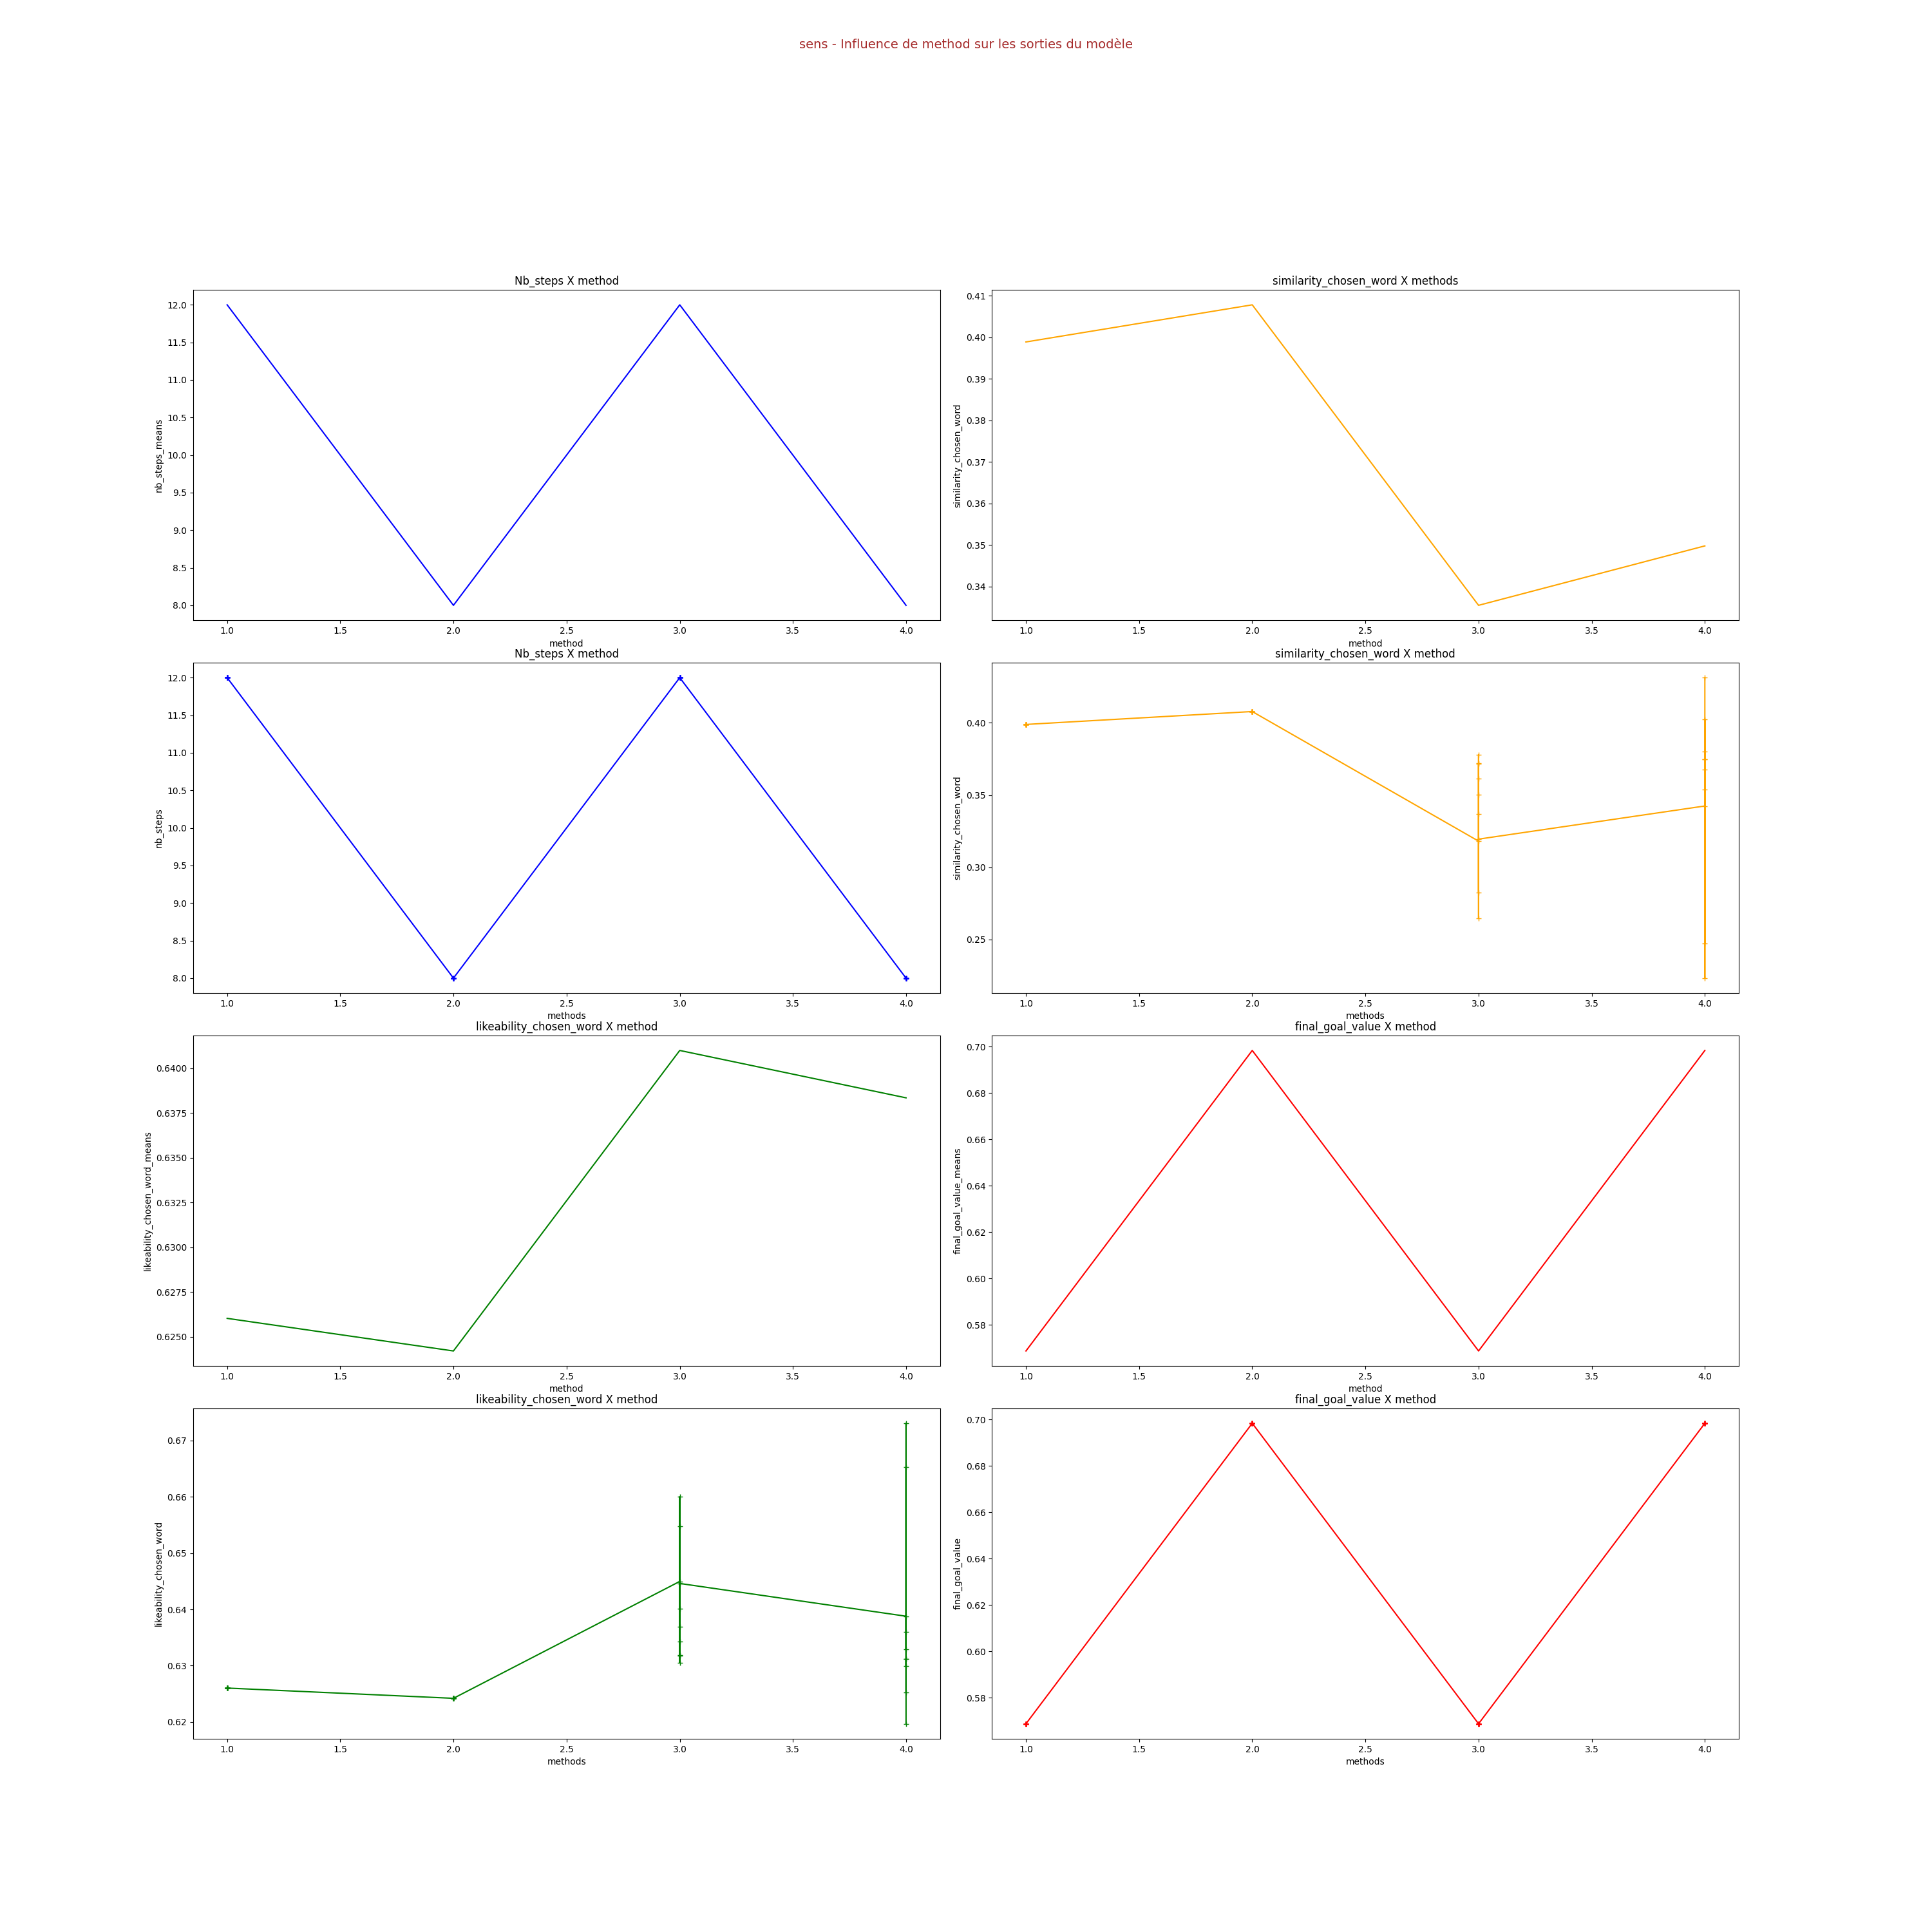 sens - Influence de method sur les sorties du modèle
Nb_steps X method
12.0
11.5
11.0
10.5
10.0
9.5
9.0
8.5
8.0
nb_steps_means
1.0 1.5 2.0 2.5 3.0 3.5 4.0
method
similarity_chosen_word X methods
0.41
0.40
0.39
0.38
0.37
0.36
0.35
0.34
similarity_chosen_word
1.0 1.5 2.0 2.5 3.0 3.5 4.0
method
Nb_steps X method
12.0
11.5
11.0
10.5
10.0
9.5
9.0
8.5
8.0
nb_steps
1.0 1.5 2.0 2.5 3.0 3.5 4.0
methods
similarity_chosen_word X method
0.40
0.35
0.30
0.25
similarity_chosen_word
1.0 1.5 2.0 2.5 3.0 3.5 4.0
methods
likeability_chosen_word X method
0.6400
0.6375
0.6350
0.6325
0.6300
0.6275
0.6250
likeability_chosen_word_means
1.0 1.5 2.0 2.5 3.0 3.5 4.0
method
final_goal_value X method
0.70
0.68
0.66
0.64
0.62
0.60
0.58
final_goal_value_means
1.0 1.5 2.0 2.5 3.0 3.5 4.0
method
likeability_chosen_word X method
0.67
0.66
0.65
0.64
0.63
0.62
likeability_chosen_word
1.0 1.5 2.0 2.5 3.0 3.5 4.0
methods
final_goal_value X method
0.70
0.68
0.66
0.64
0.62
0.60
0.58
final_goal_value
1.0 1.5 2.0 2.5 3.0 3.5 4.0
methods